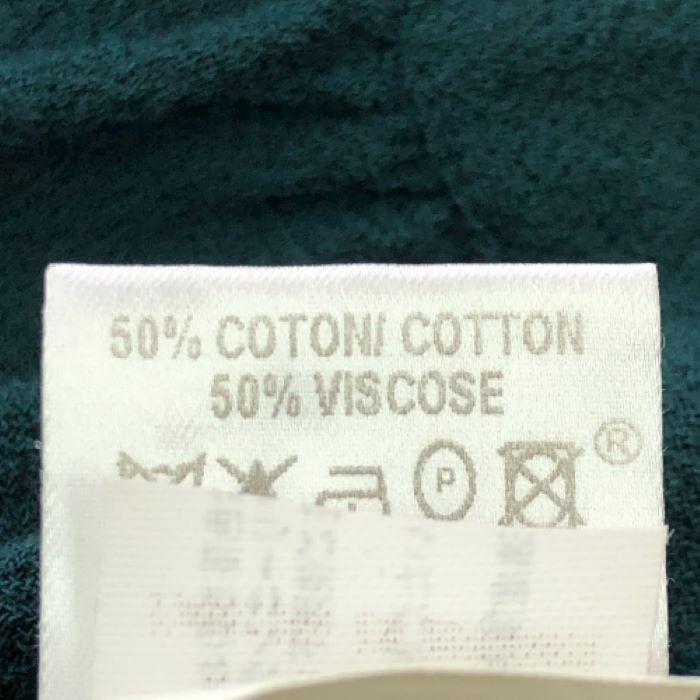 50% COTON/ COTTON
50% VISCOSE
P
®